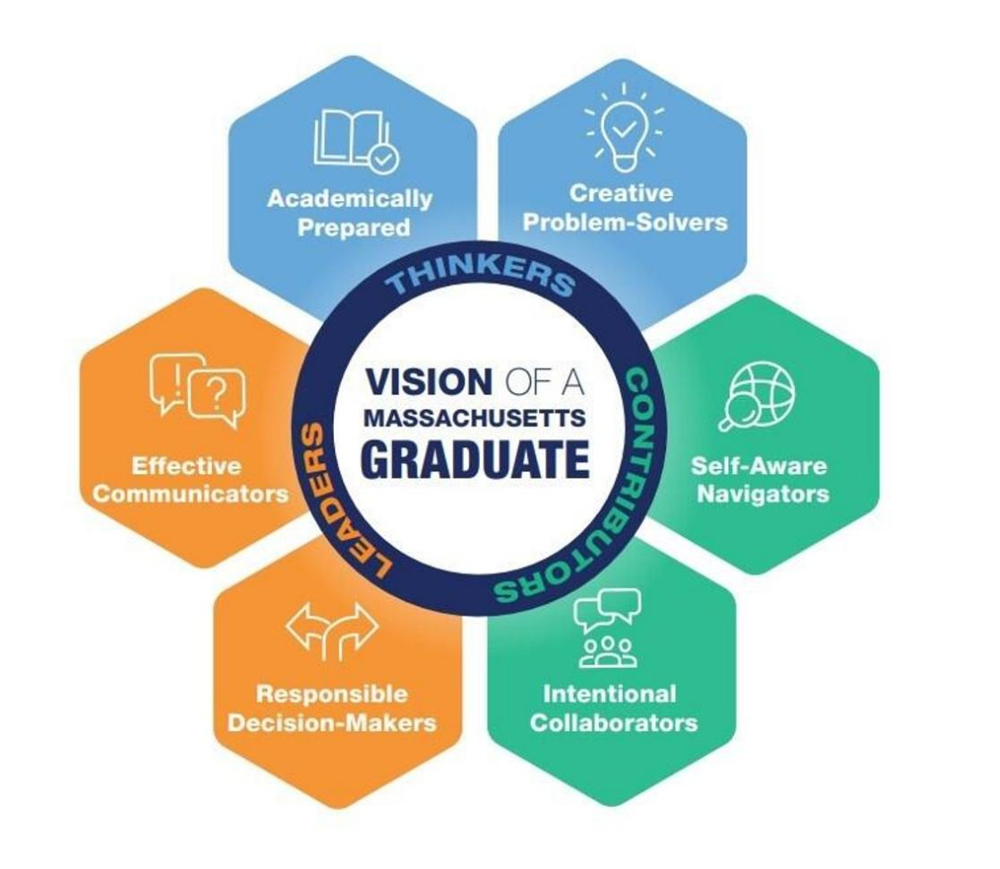 Academically
Prepared
Creative
Problem-Solvers
THINKERS
VISION OF A
MASSACHUSETTS
GRADUATE
LEADERS
CONTRIBUTORS
Effective
Communicators
Self-Aware
Navigators
Responsible
Decision-Makers
Intentional
Collaborators
!
?